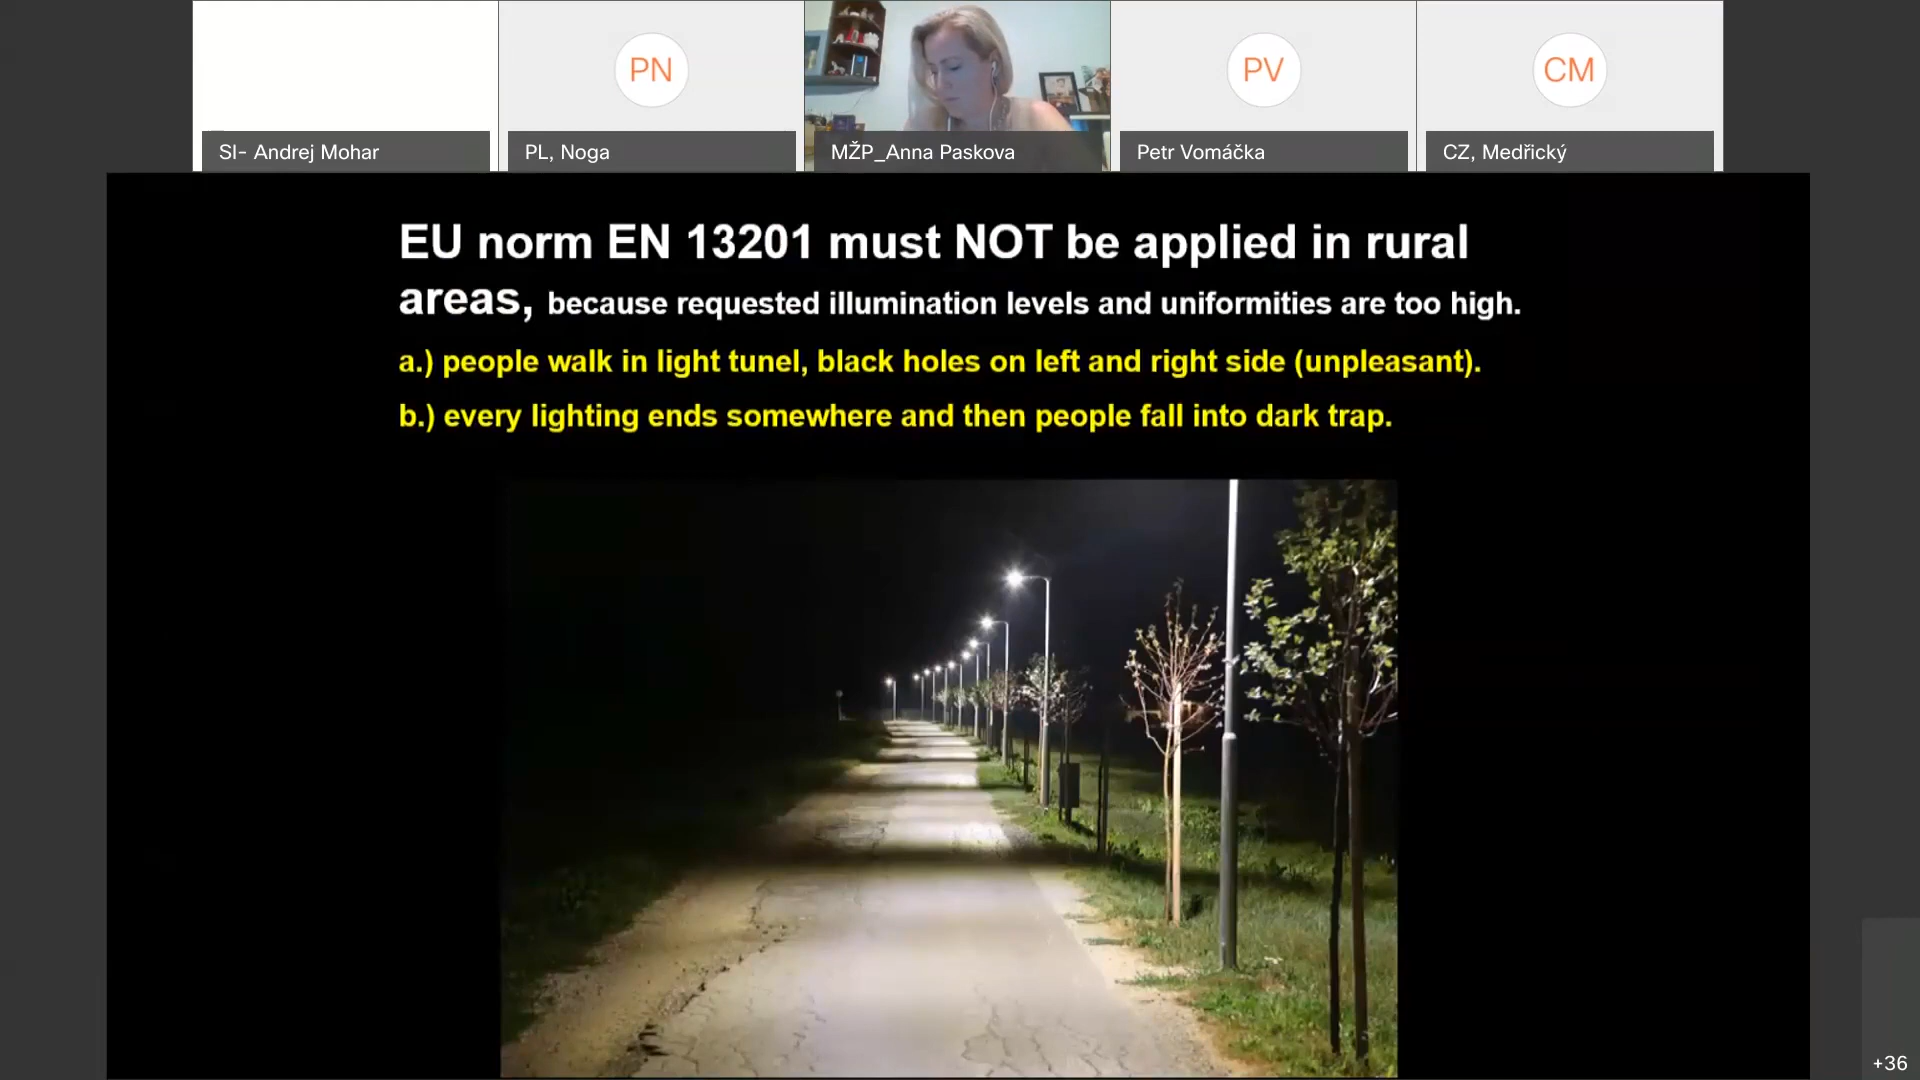 PN
PV
CM
SI- Andrej Mohar
PL, Noga
MŽP_Anna Paskova
Petr Vomáčka
CZ, Medřický
EU norm EN 13201 must NOT be applied in rural
areas, because requested illumination levels and uniformities are too high.
a.) people walk in light tunel, black holes on left and right side (unpleasant).
b.) every lighting ends somewhere and then people fall into dark trap.
+36